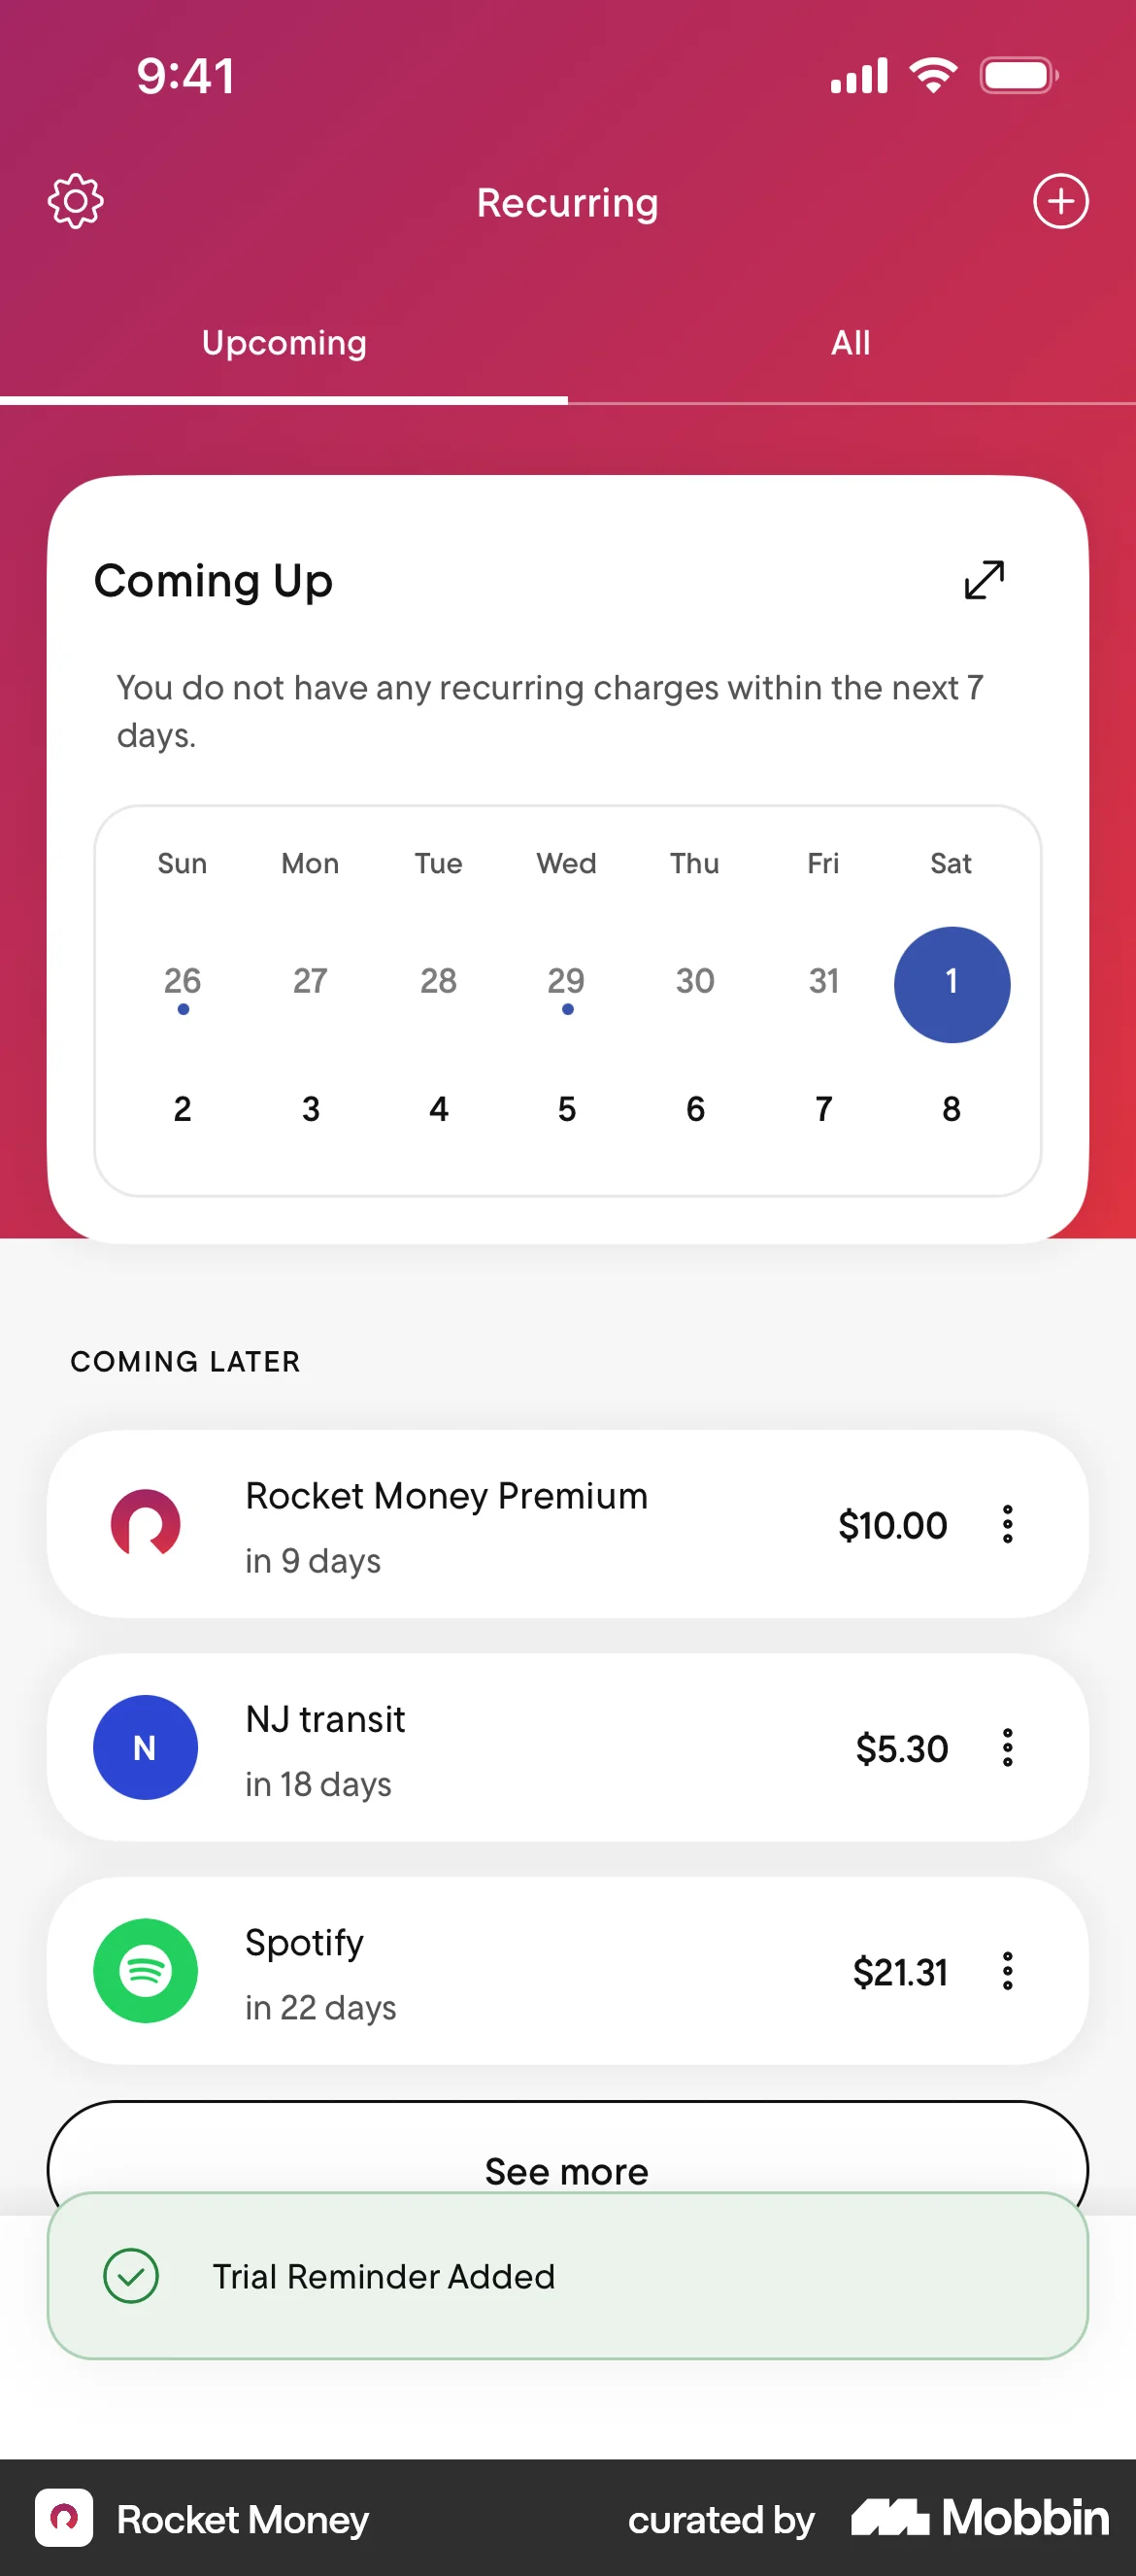 9:41
Recurring
Upcoming All
Coming Up
You do not have any recurring charges within the next 7
days.
Sun Mon Tue Wed Thu Fri Sat
26 27 28 29 30 31 1
2 3 4 5 6 7 8
COMING LATER
Rocket Money Premium
in 9 days
$10.00
N
NJ transit
in 18 days
$5.30
Spotify
in 22 days
$21.31
See more
Trial Reminder Added
Rocket Money curated by Mobbin